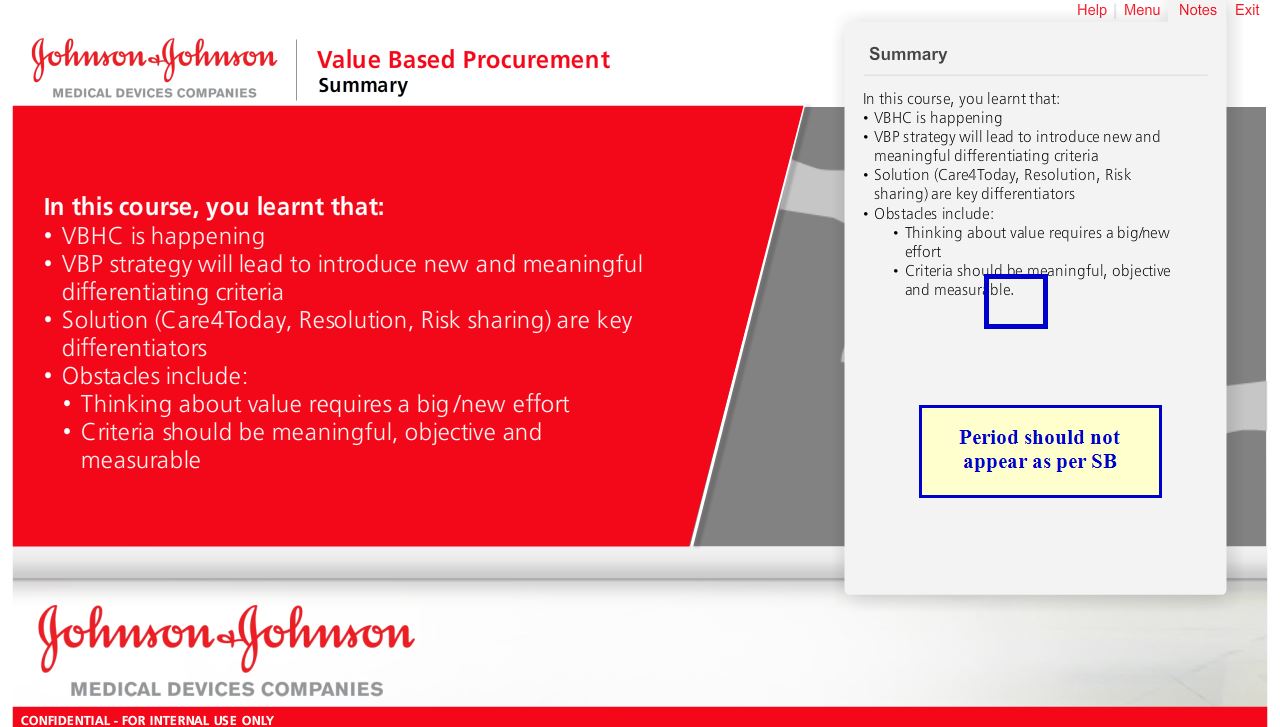 Help | Menu Notes Exit
Johnson & Johnson
MEDICAL DEVICES COMPANIES
Value Based Procurement
Summary
In this course, you learnt that:
• VBHC is happening
• VBP strategy will lead to introduce new and meaningful
differentiating criteria
• Solution (Care4Today, Resolution, Risk sharing) are key
differentiators
• Obstacles include:
• Thinking about value requires a big/new effort
• Criteria should be meaningful, objective and
measurable
Summary
In this course, you learnt that:
• VBHC is happening
• VBP strategy will lead to introduce new and
meaningful differentiating criteria
• Solution (Care4Today, Resolution, Risk
sharing) are key differentiators
• Obstacles include:
• Thinking about value requires a big/new
effort
• Criteria should be meaningful, objective
and measurable.
Period should not
appear as per SB
Johnson & Johnson
MEDICAL DEVICES COMPANIES
CONFIDENTIAL - FOR INTERNAL USE ONLY